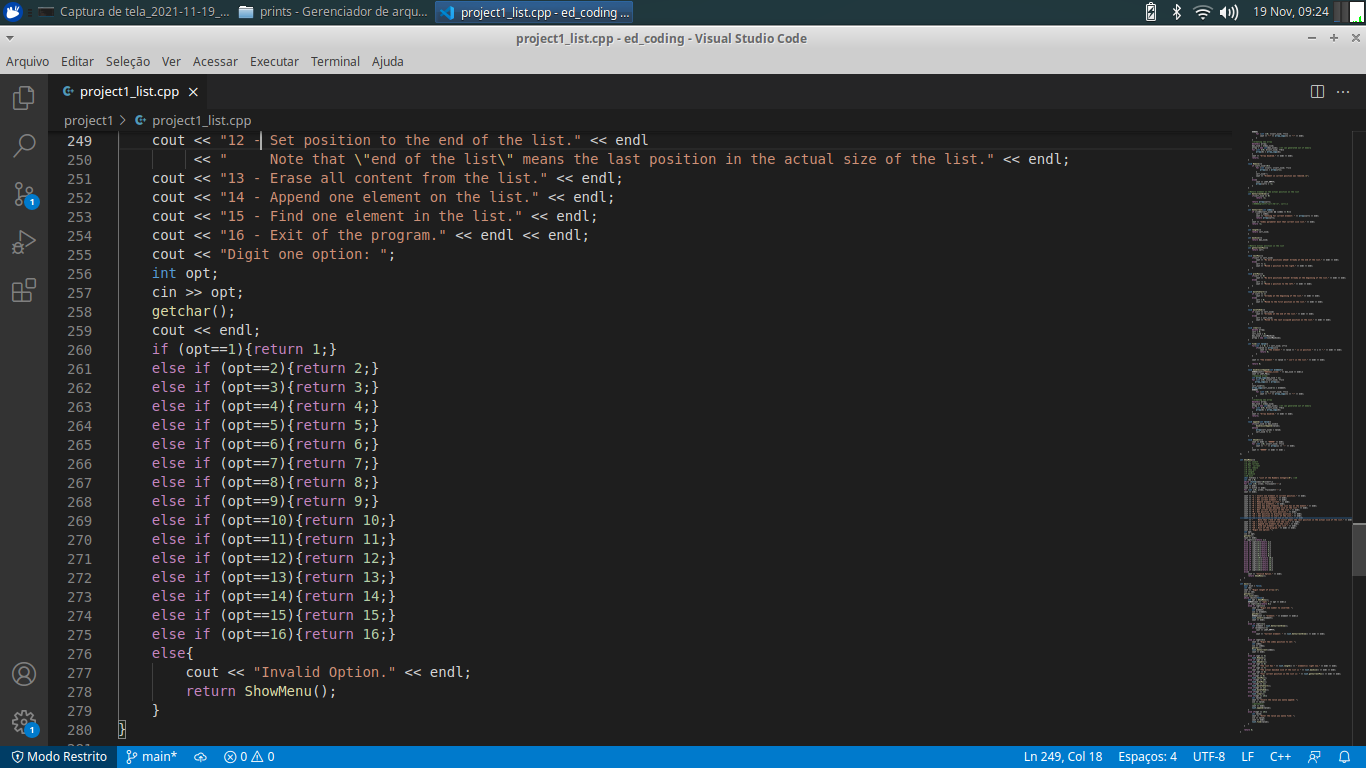 Captura de tela_2021-11-19_... prints - Gerenciador de arqu... project1_list.cpp - ed_coding ... 19 Nov, 09:24
project1_list.cpp - ed_coding - Visual Studio Code
Arquivo Editar Seleção Ver Acessar Executar Terminal Ajuda
project1_list.cpp
project1 > project1_list.cpp
249 cout << "12 - Set position to the end of the list." << endl
250 << "     Note that \"end of the list\" means the last position in the actual size of the list." << endl;
251 cout << "13 - Erase all content from the list." << endl;
252 cout << "14 - Append one element on the list." << endl;
253 cout << "15 - Find one element in the list." << endl;
254 cout << "16 - Exit of the program." << endl << endl;
255 cout << "Digit one option: ";
256 int opt;
257 cin >> opt;
258 getchar();
259 cout << endl;
260 if (opt==1){return 1;}
261 else if (opt==2){return 2;}
262 else if (opt==3){return 3;}
263 else if (opt==4){return 4;}
264 else if (opt==5){return 5;}
265 else if (opt==6){return 6;}
266 else if (opt==7){return 7;}
267 else if (opt==8){return 8;}
268 else if (opt==9){return 9;}
269 else if (opt==10){return 10;}
270 else if (opt==11){return 11;}
271 else if (opt==12){return 12;}
272 else if (opt==13){return 13;}
273 else if (opt==14){return 14;}
274 else if (opt==15){return 15;}
275 else if (opt==16){return 16;}
276 else{
277 cout << "Invalid Option." << endl;
278 return ShowMenu();
279 }
280 }
1
1
Modo Restrito main* 0 0 Ln 249, Col 18 Espaços: 4 UTF-8 LF C++